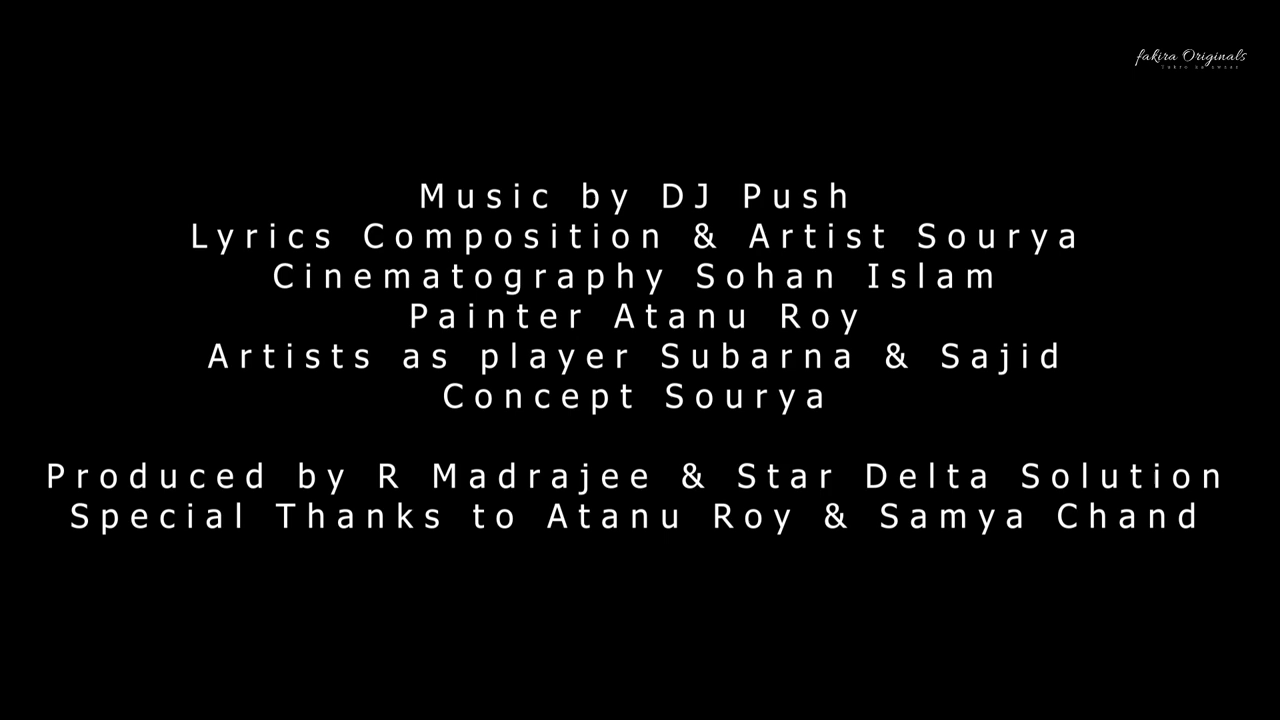 fakira Originals
Music by DJ Push
Lyrics Composition & Artist Sourya
Cinematography Sohan Islam
Painter Atanu Roy
Artists as player Subarna & Sajid
Concept Sourya
Produced by R Madrajee & Star Delta Solution
Special Thanks to Atanu Roy & Samya Chand